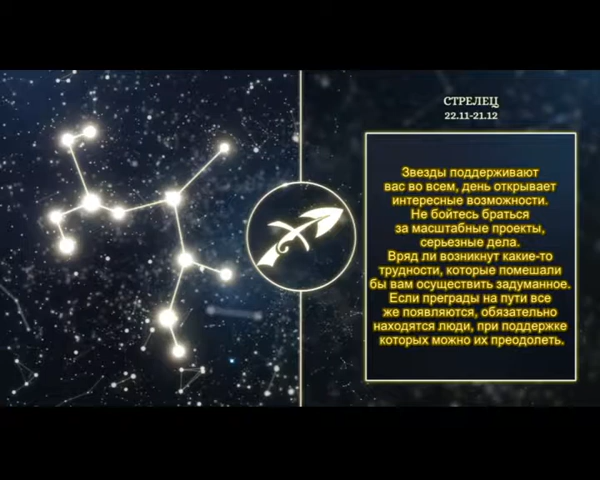 СТРЕЛЕЦ
22.11-21.12
Звезды поддерживают
вас во всем, день открывает
интересные возможности.
Не бойтесь браться
за масштабные проекты,
серьезные дела.
Вряд ли возникнут какие-то
трудности, которые помешали
бы вам осуществить задуманное.
Если преграды на пути все
же появляются, обязательно
находятся люди, при поддержке
которых можно их преодолеть.